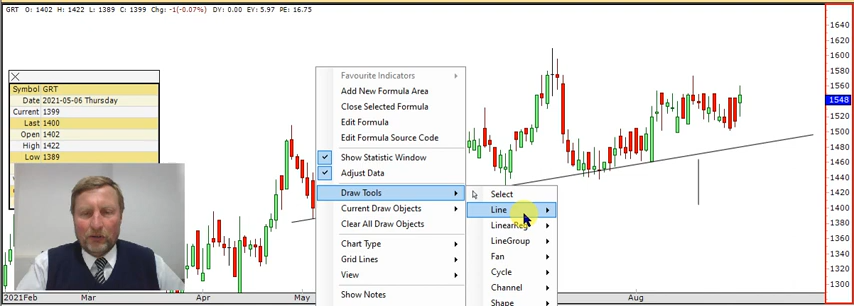 GRT O: 1402 H: 1422 L: 1389 C: 1399 Chg: -1(-0.07%) DY: 0.00 EY: 5.97 PE: 16.75
Symbol GRT
Date 2021-05-06 Thursday
Current 1399
Last 1400
Open 1402
High 1422
Low 1389
Favourite Indicators
Add New Formula Area
Close Selected Formula
Edit Formula
Edit Formula Source Code
Show Statistic Window
Adjust Data
Draw Tools
Current Draw Objects
Clear All Draw Objects
Chart Type
Grid Lines
View
Show Notes
Select
Line
LinearReg
LineGroup
Fan
Cycle
Channel
Shape
1640
1620
1600
1580
1560
1548
1520
1500
1480
1460
1440
1420
1400
1380
1360
1340
1320
1300
2021Feb Mar Apr May Aug